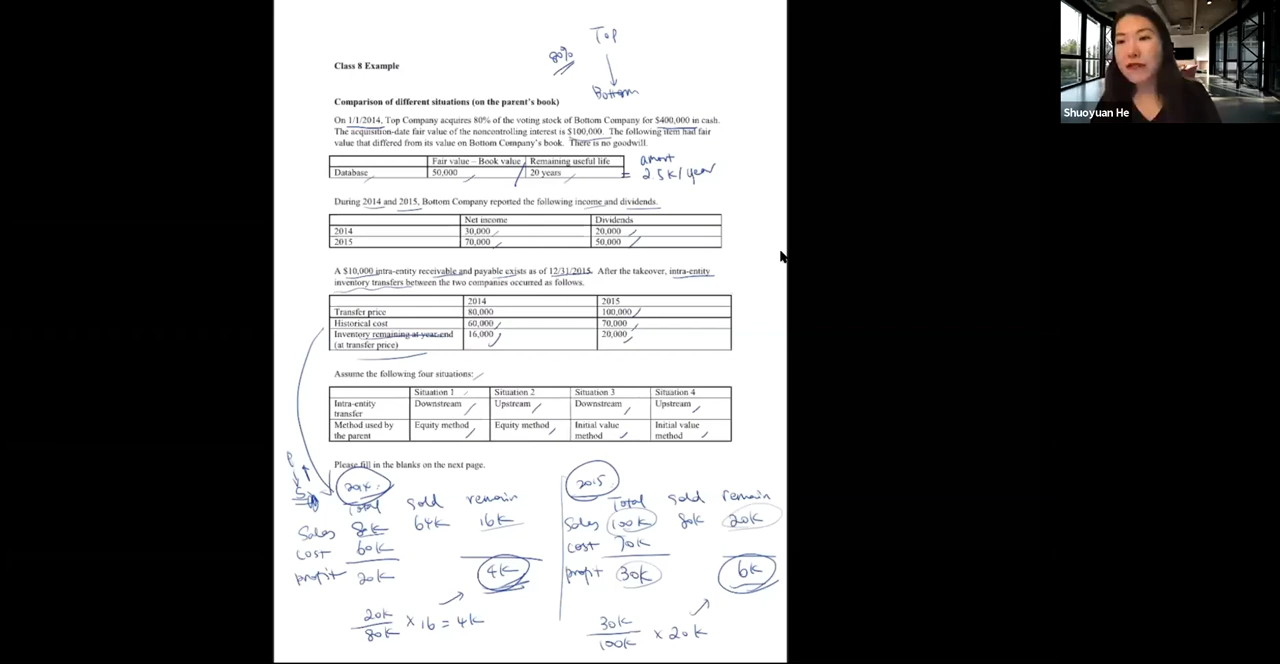 Top
80%
Class 8 Example
Bottom
Comparison of different situations (on the parent's book)
On 1/1/2014, Top Company acquires 80% of the voting stock of Bottom Company for $400,000 in cash.
The acquisition-date fair value of the noncontrolling interest is $100,000. The following item had fair
value that differed from its value on Bottom Company's book. There is no goodwill.
Fair value – Book value Remaining useful life amort
Database 50,000 / 20 years = 2.5k/year
During 2014 and 2015, Bottom Company reported the following income and dividends.
Net income Dividends
2014 30,000 20,000
2015 70,000 50,000
A $10,000 intra-entity receivable and payable exists as of 12/31/2015. After the takeover, intra-entity
inventory transfers between the two companies occurred as follows.
2014 2015
Transfer price 80,000 100,000
Historical cost 60,000 70,000
Inventory remaining at year-end 16,000 20,000
(at transfer price)
Assume the following four situations:
Situation 1 Situation 2 Situation 3 Situation 4
Intra-entity Downstream Upstream Downstream Upstream
transfer
Method used by Equity method Equity method Initial value Initial value
the parent method method
Please fill in the blanks on the next page.
P
2014 2015
Total Sold remain Total Sold remain
Sales 80K 64K 16K Sales 100K 80K 20K
Cost 60K cost 70K
profit 20K 4K profit 30K 6K
20K 30K
80K × 16 = 4K 100K × 20K
Shuoyuan He